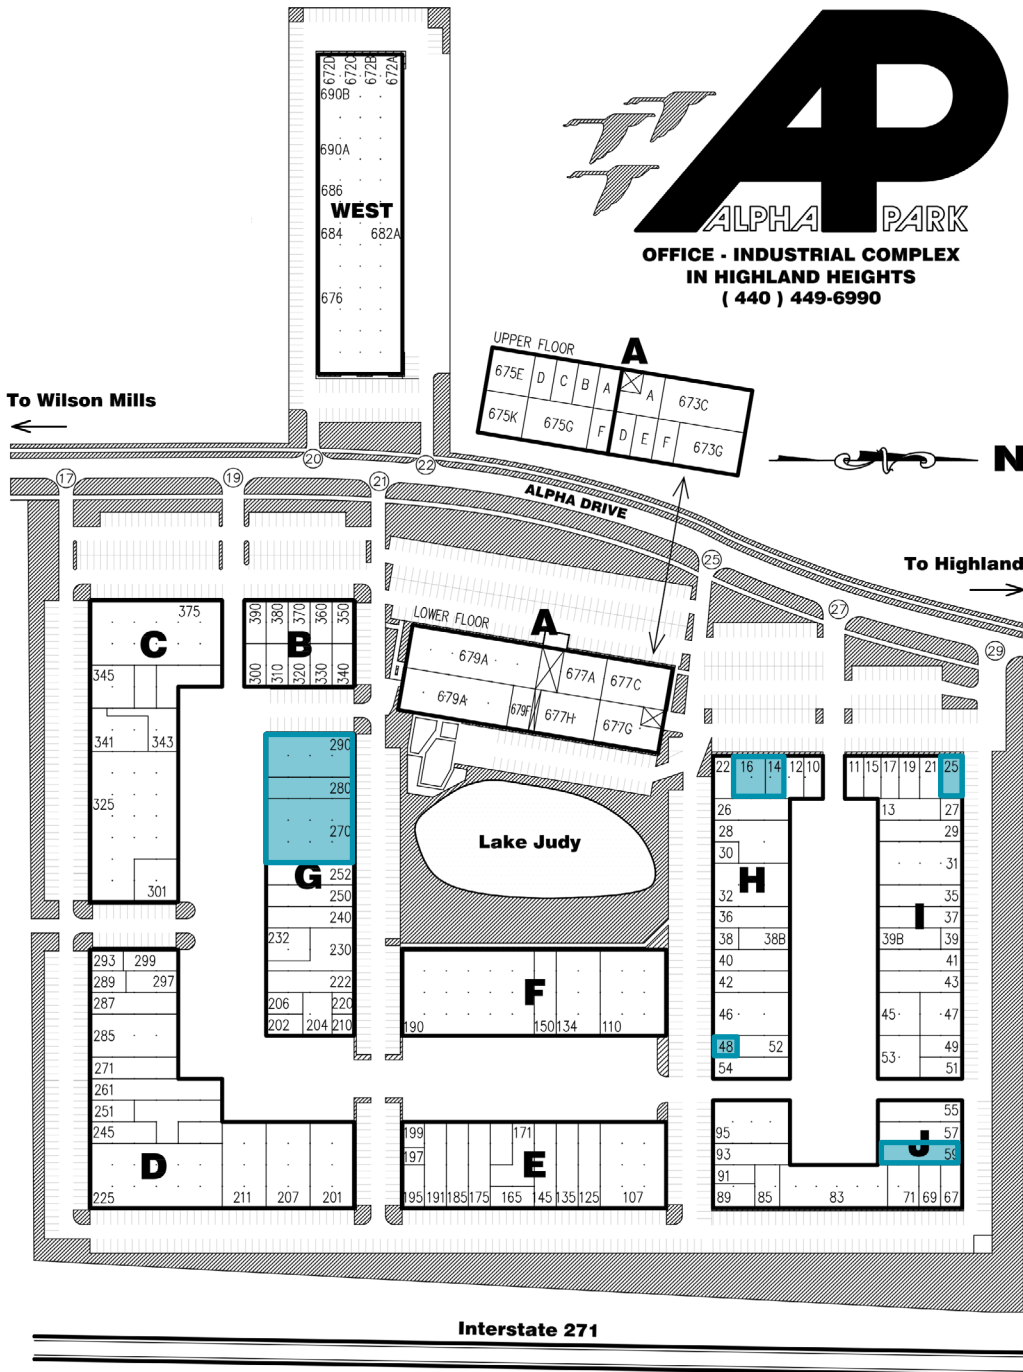 672D 672C 672B 672A
690B
690A
686
WEST
684 682A
676
AP
ALPHA PARK
OFFICE - INDUSTRIAL COMPLEX
IN HIGHLAND HEIGHTS
( 440 ) 449-6990
UPPER FLOOR
A
675E D C B A A 673C
675K 675G F D E F 673G
To Wilson Mills
N
17 19 20 21 22
ALPHA DRIVE
25
To Highland
27
29
LOWER FLOOR
A
679A 677A 677C
679A 679F 677H 677G
375
C
345
341 343
325
301
390 380 370 360 350
B
300 310 320 330 340
290
280
270
G
252
250
240
232 230
222
206 220
202 204 210
Lake Judy
22 16 14 12 10
26
28
30
H
32
36
38 38B
40
42
46
48 52
54
11 15 17 19 21 25
13 27
29
31
35
I
37
39B 39
41
43
45 47
53 49
51
293 299
289 297
287
285
271
261
251
245
D
225 211 207 201
F
190 150 134 110
199 171
197
E
195 191 185 175 165 145 135 125 107
95
93
91
89 85 83 71 69 67
55
57
J
59
Interstate 271